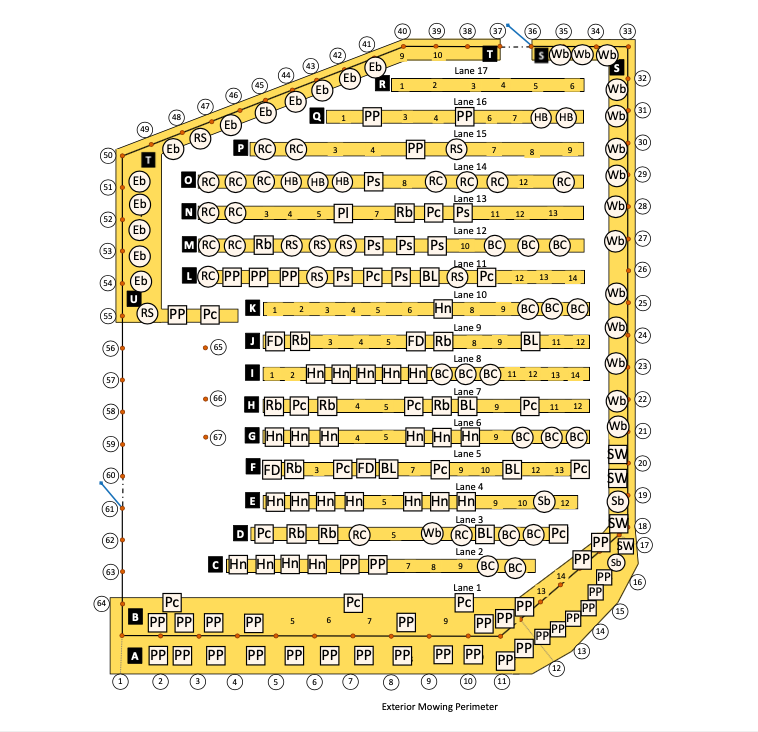 40 39 38 37 36 35 34 33
41
42
43
44
45
46
47
48
49
50
9 10 T S Wb Wb Wb
Eb Eb Eb Eb Eb Eb RS Eb
S
Lane 17
R 1 2 3 4 5 6
Wb 32
Lane 16
Q 1 PP 3 4 PP 6 7 HB HB
Wb 31
Lane 15
P RC RC 3 4 PP RS 7 8 9
Wb 30
T
Lane 14
51 Eb O RC RC RC HB HB HB Ps 8 RC RC RC 12 RC
Wb 29
Lane 13
52 Eb N RC RC 3 4 5 Pl 7 Rb Pc Ps 11 12 13
Wb 28
Lane 12
53 Eb M RC RC Rb RS RS RS Ps Ps Ps 10 BC BC BC
Wb 27
Eb
Lane 11
54 Eb L RC PP PP PP RS Ps Pc Ps BL RS Pc 12 13 14
26
U
Lane 10
55 RS PP Pc K 1 2 3 4 5 6 Hn 8 9 BC BC BC
Wb 25
Lane 9
56 65 J FD Rb 3 4 5 FD Rb 8 9 BL 11 12
Wb 24
Lane 8
57 I 1 2 Hn Hn Hn Hn Hn BC BC BC 11 12 13 14
Wb 23
Lane 7
58 66 H Rb Pc Rb 4 5 Pc Rb BL 9 Pc 11 12
Wb 22
Lane 6
59 67 G Hn Hn Hn 4 5 Hn Hn Hn 9 BC BC BC
Wb 21
Lane 5
60 F FD Rb 3 Pc FD BL 7 Pc 9 10 BL 12 13 Pc
SW 20
SW
Lane 4
61 E Hn Hn Hn Hn 5 Hn Hn Hn 9 10 Sb 12
Sb 19
Lane 3
62 D Pc Rb Rb RC 5 Wb RC BL BC BC Pc
SW 18
PP SW 17
Lane 2
63 C Hn Hn Hn Hn PP PP 7 8 9 BC BC
PP Sb
14 PP 16
Lane 1
13 PP
64 Pc Pc Pc PP PP 15
B PP PP PP PP 5 6 7 PP 9 PP PP
PP PP PP 14
A PP PP PP PP PP PP PP PP PP PP PP PP
13
12
1 2 3 4 5 6 7 8 9 10 11
Exterior Mowing Perimeter